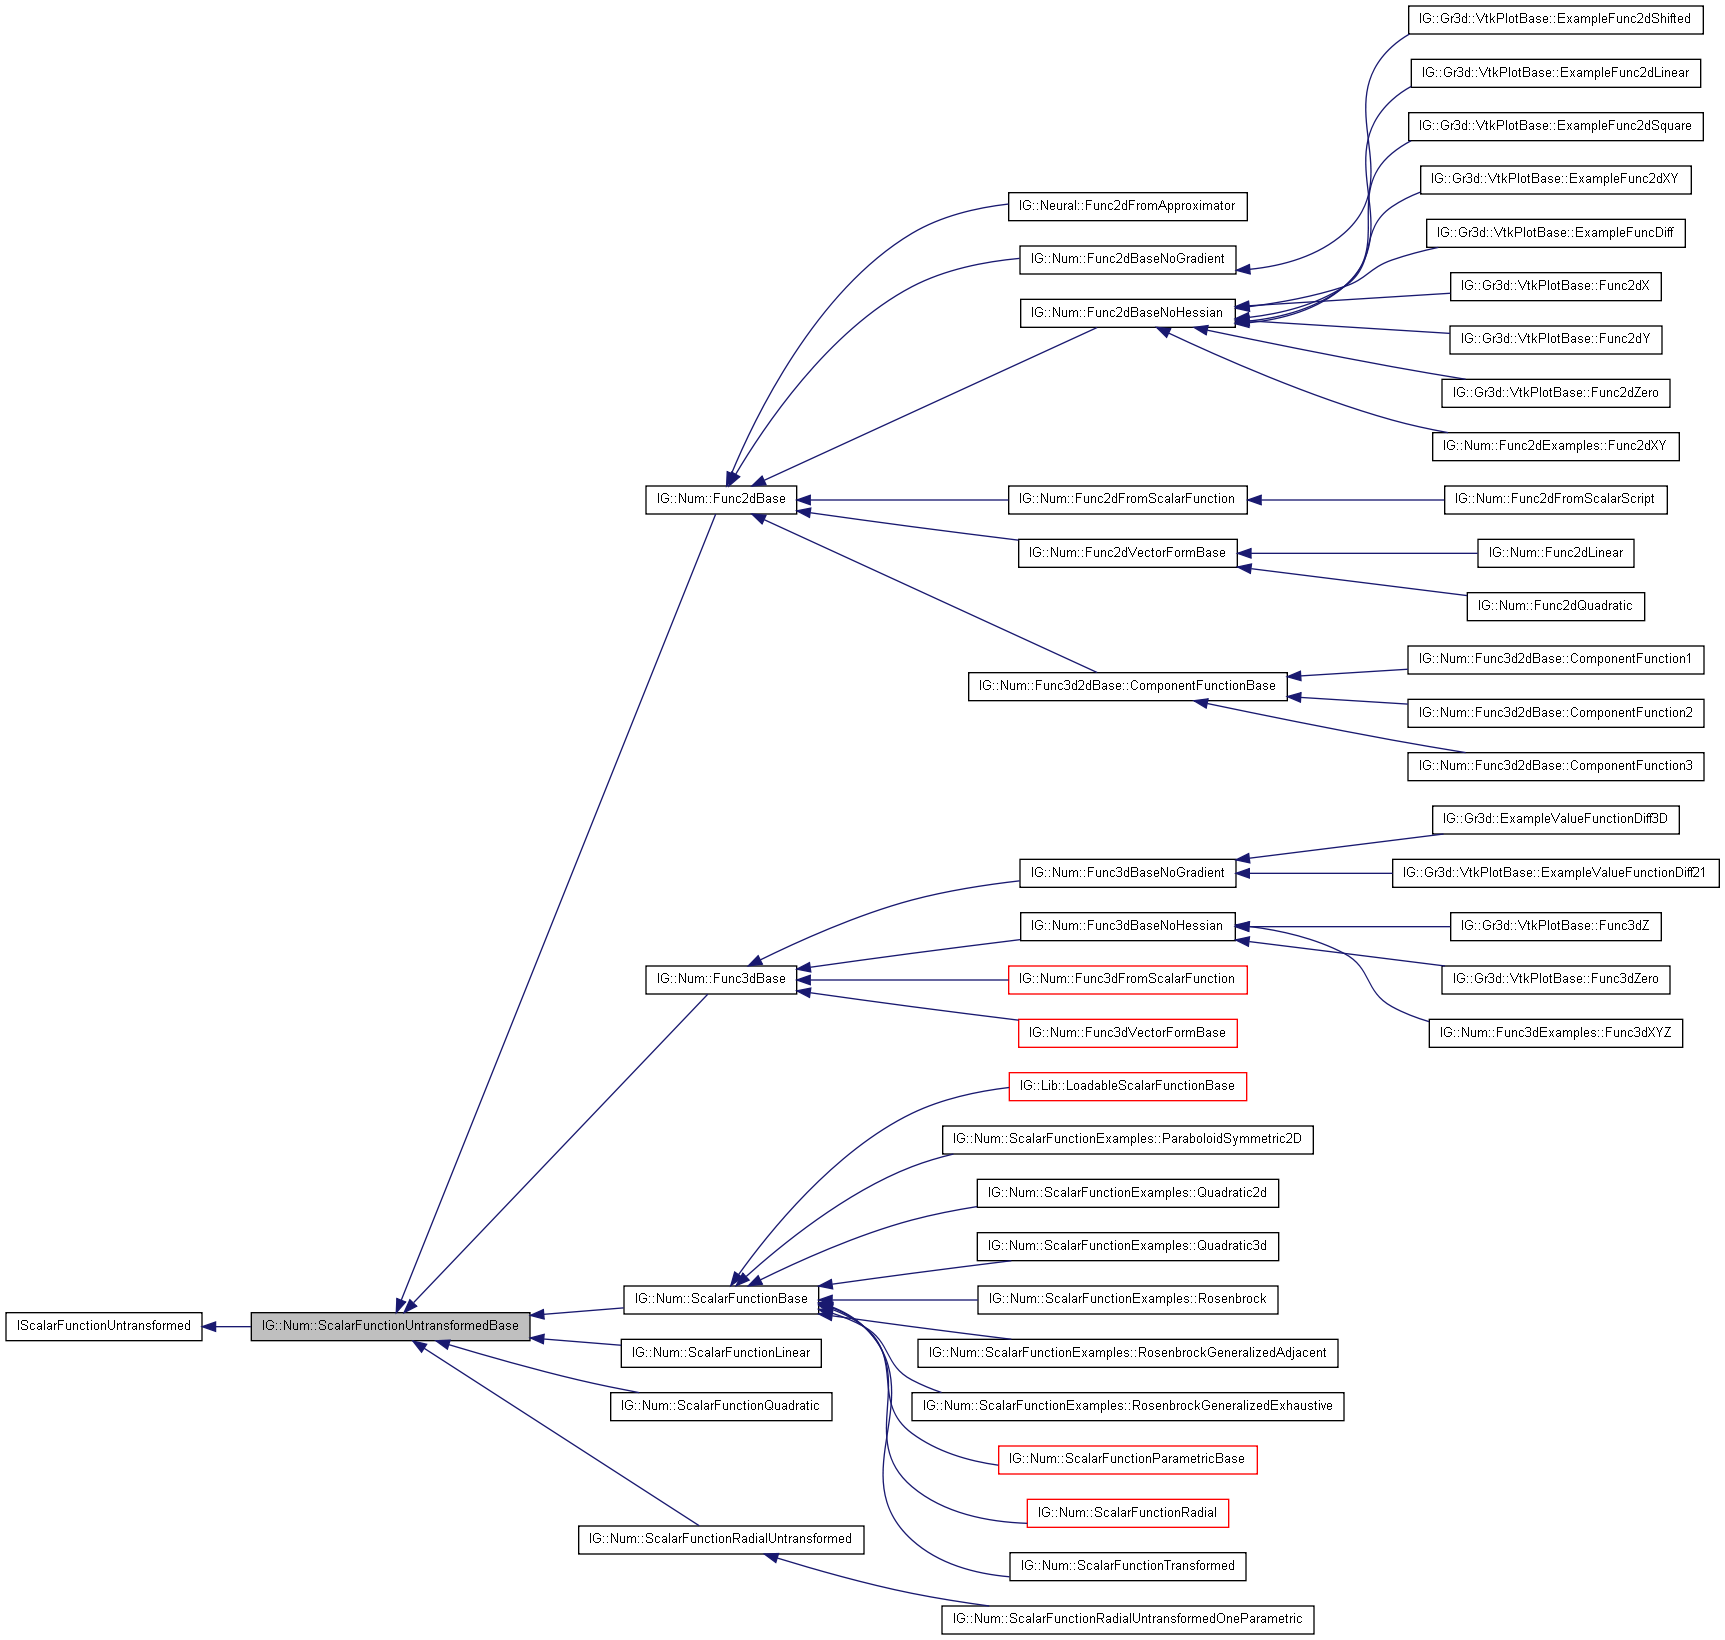 IG::Gr3d::VtkPlotBase::ExampleFunc2dShifted
IG::Gr3d::VtkPlotBase::ExampleFunc2dLinear
IG::Gr3d::VtkPlotBase::ExampleFunc2dSquare
IG::Gr3d::VtkPlotBase::ExampleFunc2dXY
IG::Neural::Func2dFromApproximator
IG::Gr3d::VtkPlotBase::ExampleFuncDiff
IG::Num::Func2dBaseNoGradient
IG::Gr3d::VtkPlotBase::Func2dX
IG::Num::Func2dBaseNoHessian
IG::Gr3d::VtkPlotBase::Func2dY
IG::Gr3d::VtkPlotBase::Func2dZero
IG::Num::Func2dExamples::Func2dXY
IG::Num::Func2dBase
IG::Num::Func2dFromScalarFunction
IG::Num::Func2dFromScalarScript
IG::Num::Func2dVectorFormBase
IG::Num::Func2dLinear
IG::Num::Func2dQuadratic
IG::Num::Func3d2dBase::ComponentFunction1
IG::Num::Func3d2dBase::ComponentFunctionBase
IG::Num::Func3d2dBase::ComponentFunction2
IG::Num::Func3d2dBase::ComponentFunction3
IG::Gr3d::ExampleValueFunctionDiff3D
IG::Num::Func3dBaseNoGradient
IG::Gr3d::VtkPlotBase::ExampleValueFunctionDiff21
IG::Num::Func3dBaseNoHessian
IG::Gr3d::VtkPlotBase::Func3dZ
IG::Num::Func3dBase
IG::Num::Func3dFromScalarFunction
IG::Gr3d::VtkPlotBase::Func3dZero
IG::Num::Func3dVectorFormBase
IG::Num::Func3dExamples::Func3dXYZ
IG::Lib::LoadableScalarFunctionBase
IG::Num::ScalarFunctionExamples::ParaboloidSymmetric2D
IG::Num::ScalarFunctionExamples::Quadratic2d
IG::Num::ScalarFunctionExamples::Quadratic3d
IG::Num::ScalarFunctionBase
IG::Num::ScalarFunctionExamples::Rosenbrock
IScalarFunctionUntransformed
IG::Num::ScalarFunctionUntransformedBase
IG::Num::ScalarFunctionLinear
IG::Num::ScalarFunctionExamples::RosenbrockGeneralizedAdjacent
IG::Num::ScalarFunctionQuadratic
IG::Num::ScalarFunctionExamples::RosenbrockGeneralizedExhaustive
IG::Num::ScalarFunctionParametricBase
IG::Num::ScalarFunctionRadial
IG::Num::ScalarFunctionRadialUntransformed
IG::Num::ScalarFunctionTransformed
IG::Num::ScalarFunctionRadialUntransformedOneParametric